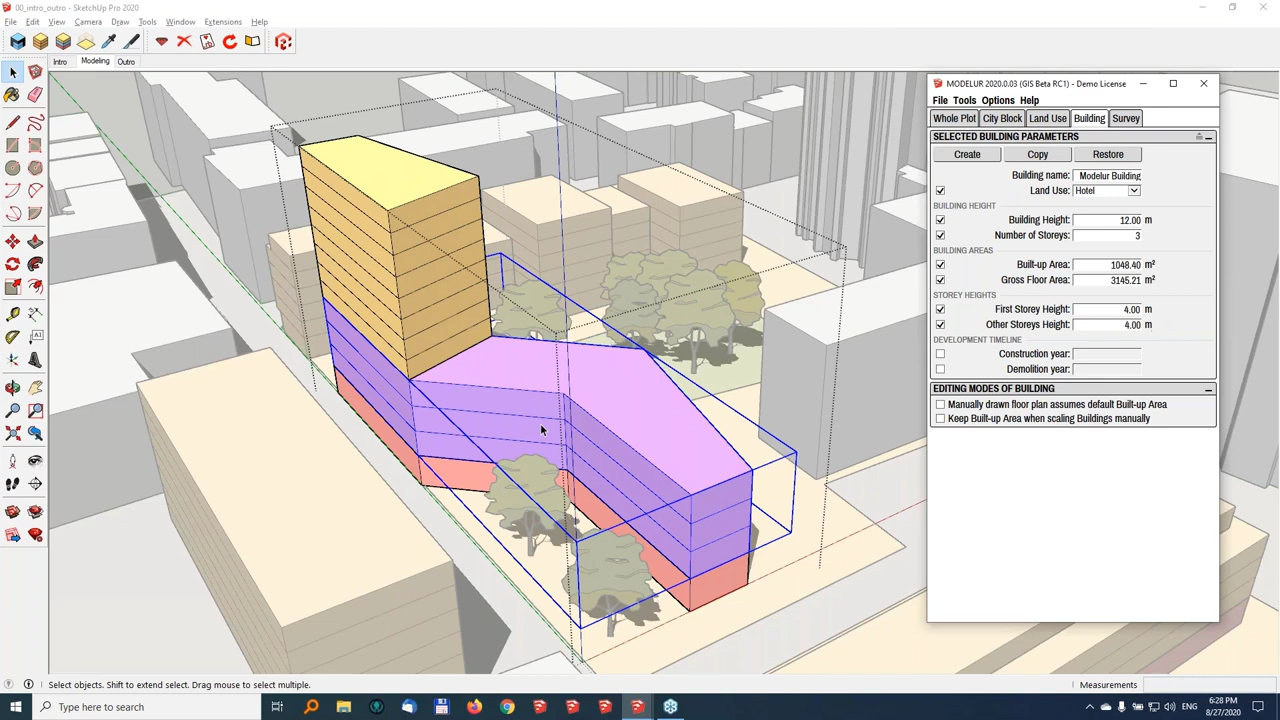 00_intro_outro - SketchUp Pro 2020
File Edit View Camera Draw Tools Window Extensions Help
Intro Modeling Outro
MODELUR 2020.0.03 (GIS Beta RC1) - Demo License
File Tools Options Help
Whole Plot City Block Land Use Building Survey
SELECTED BUILDING PARAMETERS
Create Copy Restore
Building name: Modelur Building
Land Use: Hotel
BUILDING HEIGHT
Building Height: 12.00 m
Number of Storeys: 3
BUILDING AREAS
Built-up Area: 1048.40 m²
Gross Floor Area: 3145.21 m²
STOREY HEIGHTS
First Storey Height: 4.00 m
Other Storeys Height: 4.00 m
DEVELOPMENT TIMELINE
Construction year:
Demolition year:
EDITING MODES OF BUILDING
Manually drawn floor plan assumes default Built-up Area
Keep Built-up Area when scaling Buildings manually
Select objects. Shift to extend select. Drag mouse to select multiple.
Measurements
Type here to search
ENG
6:28 PM
8/27/2020